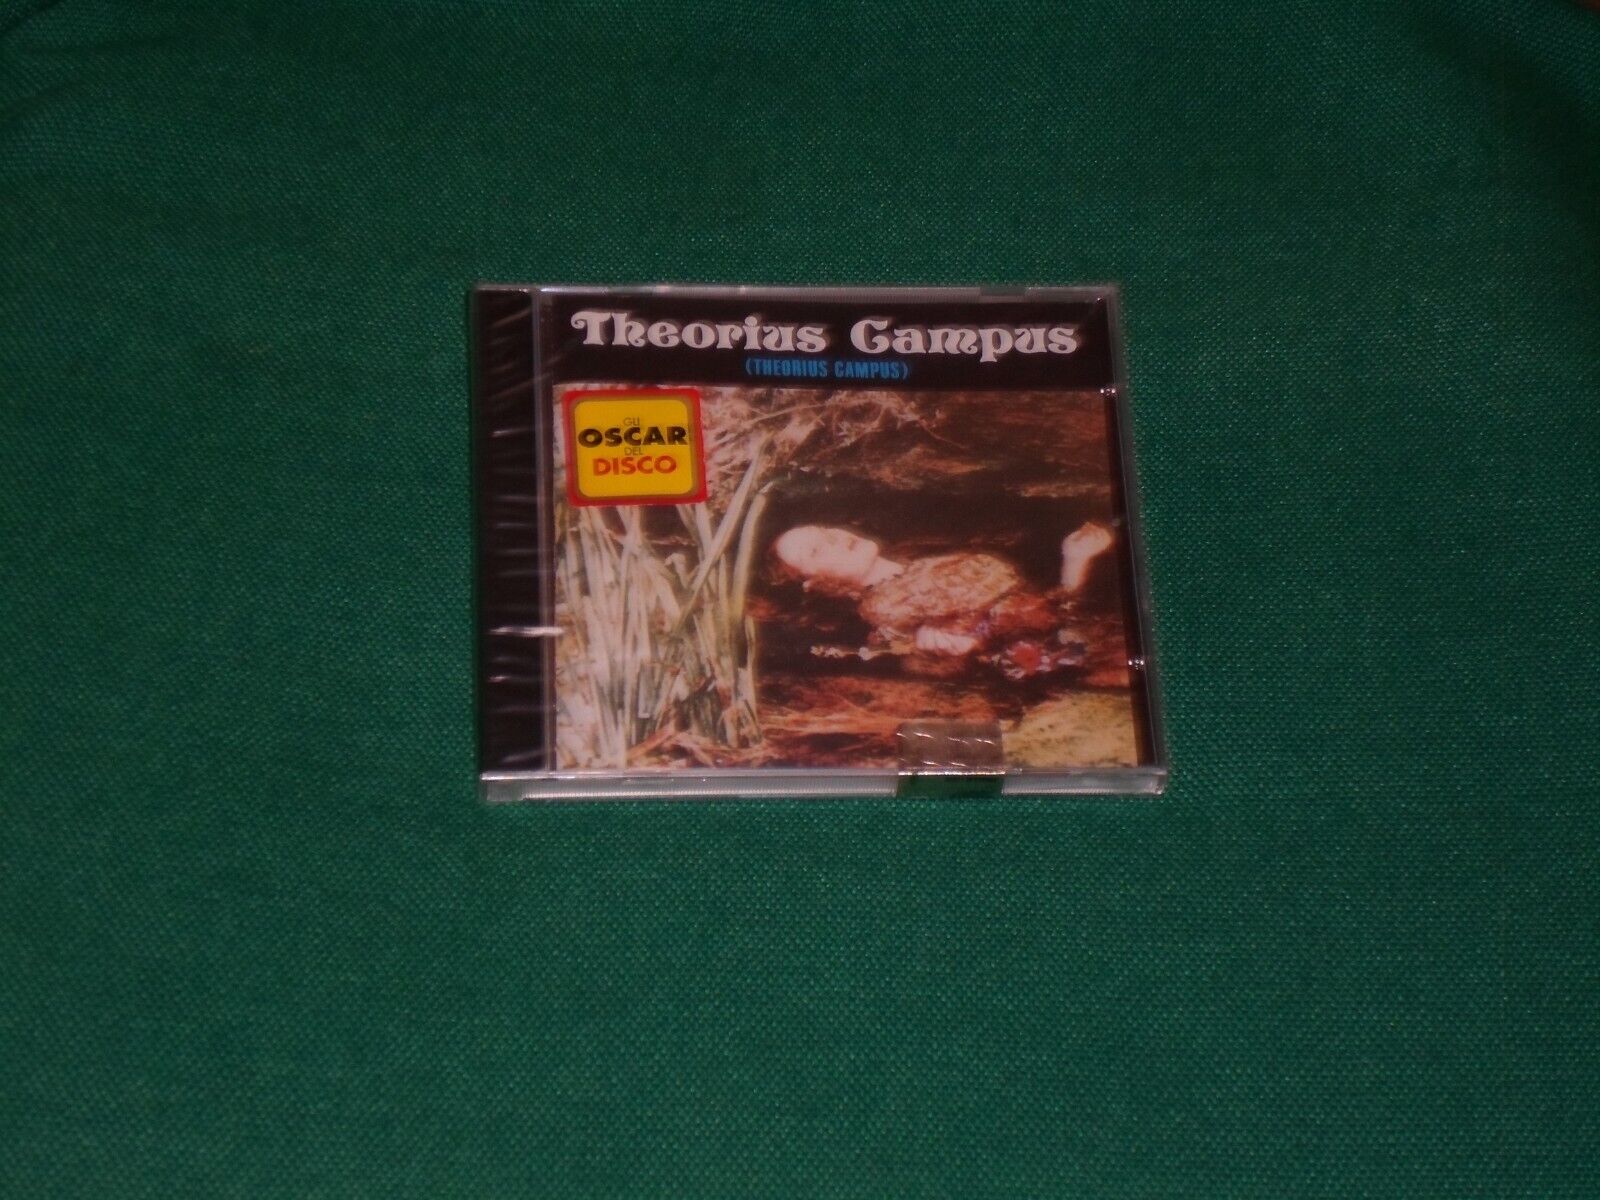 Theorius Campus
(THEORIUS CAMPUS)
GLI
OSCAR
DEL
DISCO